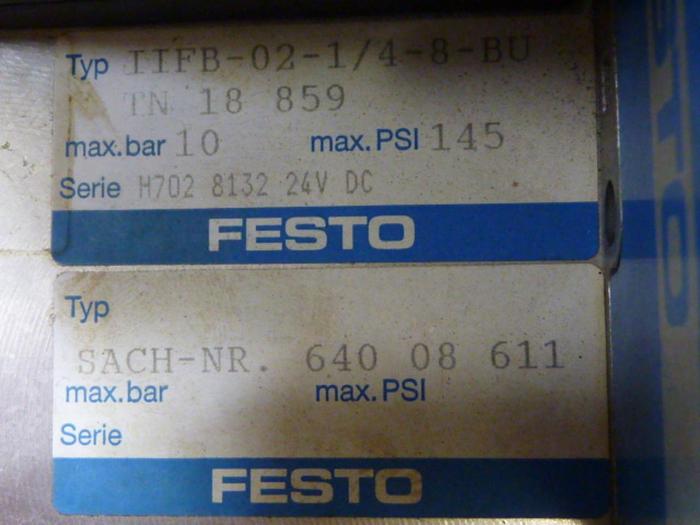 Typ IIFB-02-1/4-8-BU
TN 18 859
max.bar 10 max.PSI 145
Serie M702 8132 24V DC
FESTO
Typ
SACH-NR. 640 08 611
max.bar max.PSI
Serie
FESTO